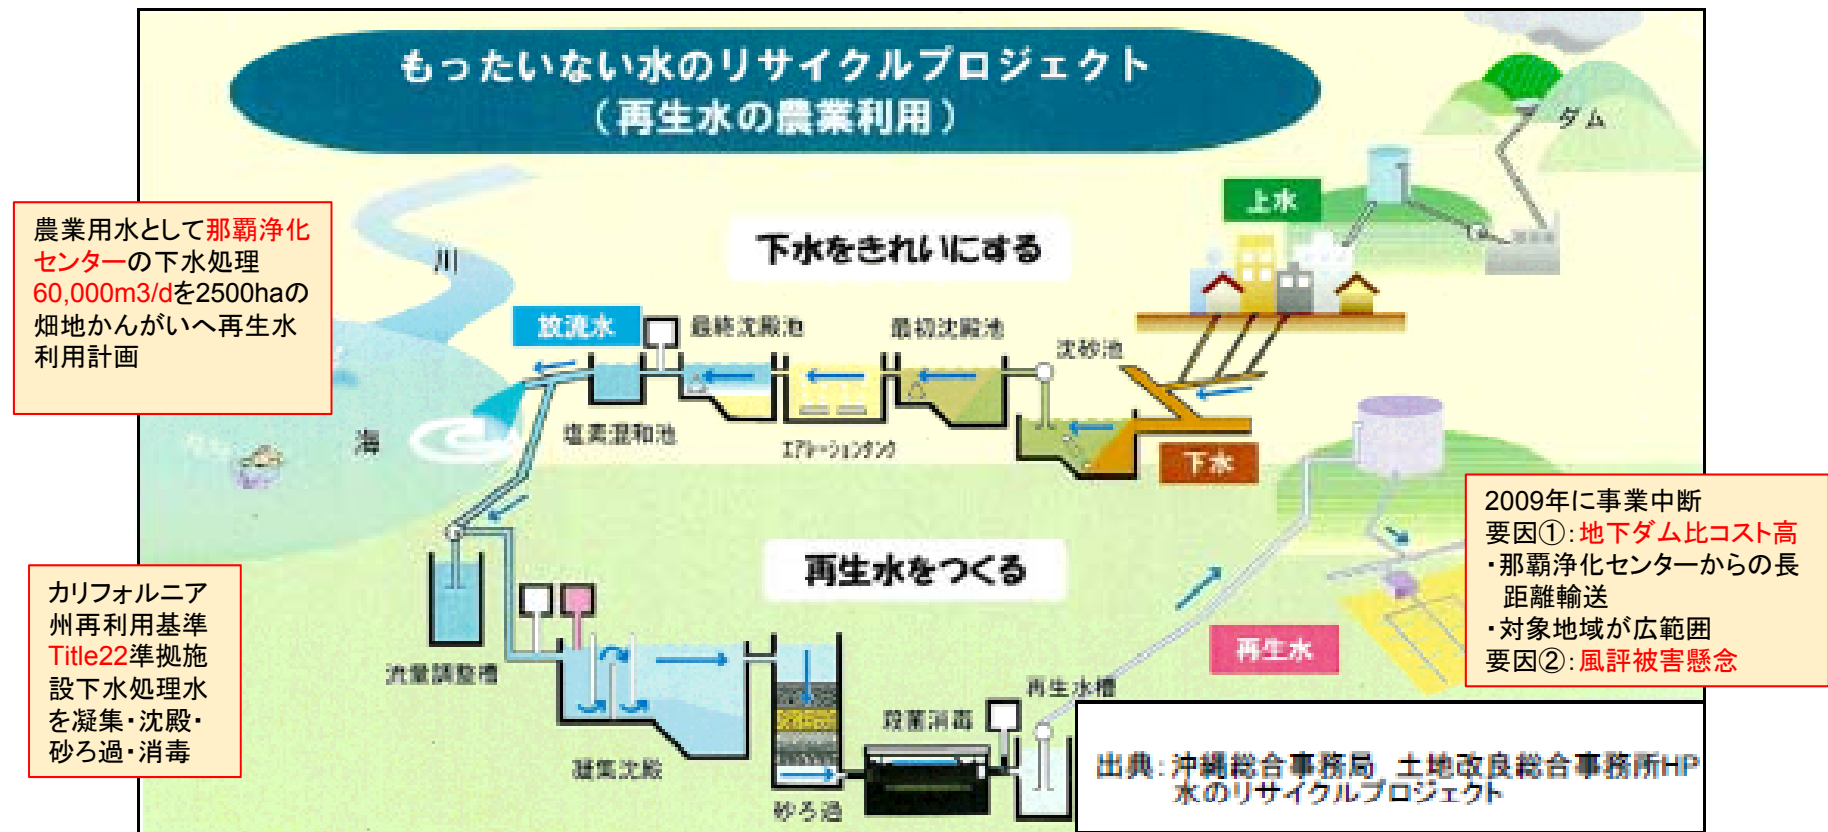 もったいない水のリサイクルプロジェクト
（再生水の農業利用）
ダム
上水
農業用水として那覇浄化
センターの下水処理
60,000m3/dを2500haの
畑地かんがいへ再生水
利用計画
川
下水をきれいにする
放流水
最終沈殿池
最初沈殿池
沈砂池
海
塩素混和池
エアレーションタンク
下水
カリフォルニア
州再利用基準
Title22準拠施
設下水処理水
を凝集・沈殿・
砂ろ過・消毒
再生水をつくる
2009年に事業中断
要因①：地下ダム比コスト高
・那覇浄化センターからの長
距離輸送
・対象地域が広範囲
要因②：風評被害懸念
再生水
流量調整槽
凝集沈殿
砂ろ過
殺菌消毒
再生水槽
出典：沖縄総合事務局　土地改良総合事務所HP
水のリサイクルプロジェクト